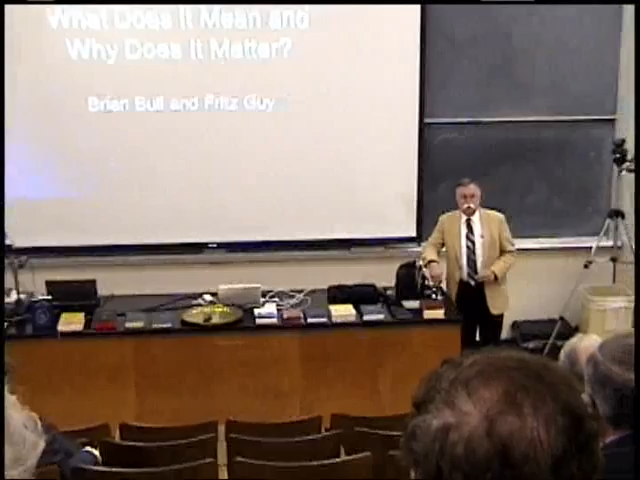 What Does It Mean and
Why Does It Matter?
Brian Bull and Fritz Guy